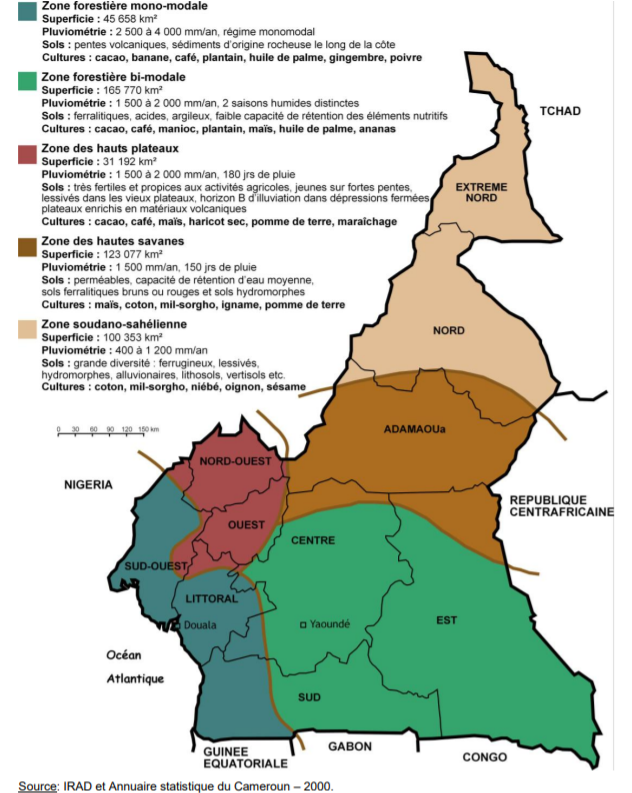 Zone forestière mono-modale
Superficie : 45 658 km²
Pluviométrie : 2 500 à 4 000 mm/an, régime monomodal
Sols : pentes volcaniques, sédiments d'origine rocheuse le long de la côte
Cultures : cacao, banane, café, plantain, huile de palme, gingembre, poivre
Zone forestière bi-modale
Superficie : 165 770 km²
Pluviométrie : 1 500 à 2 000 mm/an, 2 saisons humides distinctes
Sols : ferralitiques, acides, argileux, faible capacité de rétention des éléments nutritifs
Cultures : cacao, café, manioc, plantain, maïs, huile de palme, ananas
Zone des hauts plateaux
Superficie : 31 192 km²
Pluviométrie : 1 500 à 2 000 mm/an, 180 jrs de pluie
Sols : très fertiles et propices aux activités agricoles, jeunes sur fortes pentes,
lessivés dans les vieux plateaux, horizon B d'illuviation dans dépressions fermées
plateaux enrichis en matériaux volcaniques
Cultures : cacao, café, maïs, haricot sec, pomme de terre, maraîchage
Zone des hautes savanes
Superficie : 123 077 km²
Pluviométrie : 1 500 mm/an, 150 jrs de pluie
Sols : perméables, capacité de rétention d'eau moyenne,
sols ferralitiques bruns ou rouges et sols hydromorphes
Cultures : maïs, coton, mil-sorgho, igname, pomme de terre
Zone soudano-sahélienne
Superficie : 100 353 km²
Pluviométrie : 400 à 1 200 mm/an
Sols : grande diversité : ferrugineux, lessivés,
hydromorphes, alluvionaires, lithosols, vertisols etc.
Cultures : coton, mil-sorgho, niébé, oignon, sésame
TCHAD
EXTREME
NORD
NORD
ADAMAOUa
0 30 60 90 120 150 km
NORD-OUEST
NIGERIA
REPUBLIQUE
CENTRAFRICAINE
OUEST
CENTRE
SUD-OUEST
LITTORAL
Douala
Yaoundé
EST
Océan
Atlantique
SUD
GUINEE
EQUATORIALE
GABON
CONGO
Source: IRAD et Annuaire statistique du Cameroun – 2000.